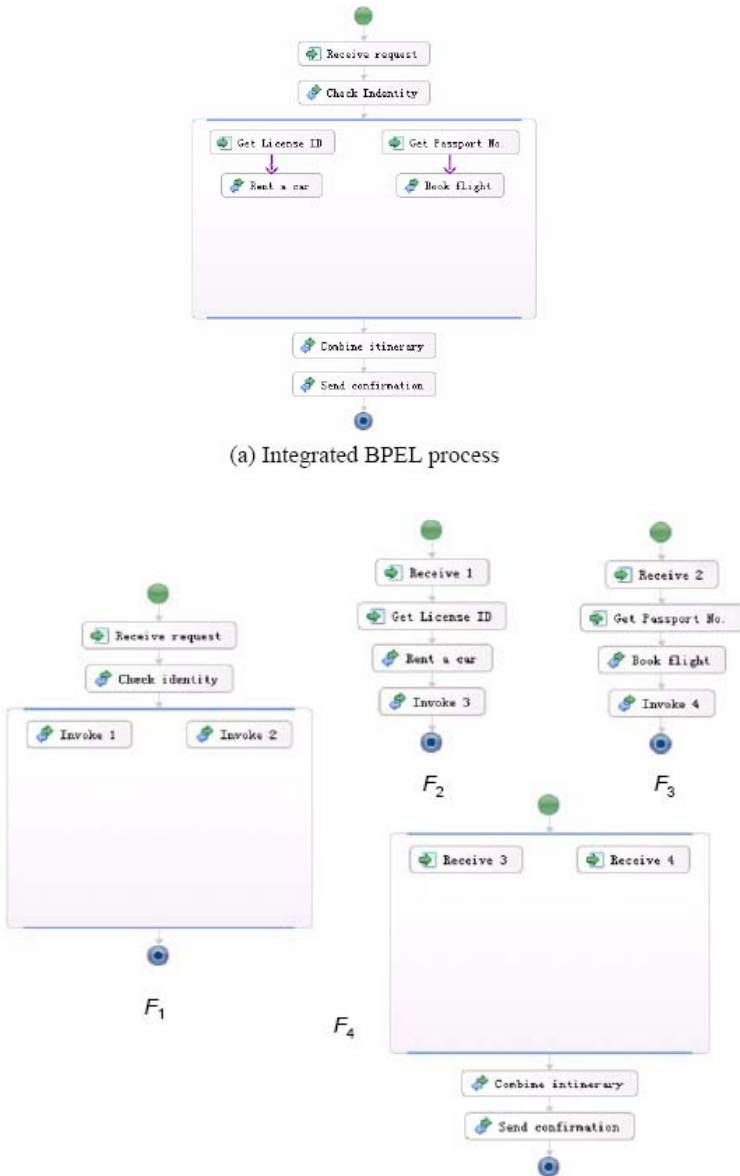 Receive request
Check Indentity
Get License ID
Get Passport No.
Rent a car
Book flight
Combine itinerary
Send confirmation
(a) Integrated BPEL process
Receive request
Check identity
Invoke 1
Invoke 2
F1
Receive 1
Get License ID
Rent a car
Invoke 3
F2
Receive 2
Get Passport No.
Book flight
Invoke 4
F3
Receive 3
Receive 4
F4
Combine intinerary
Send confirmation